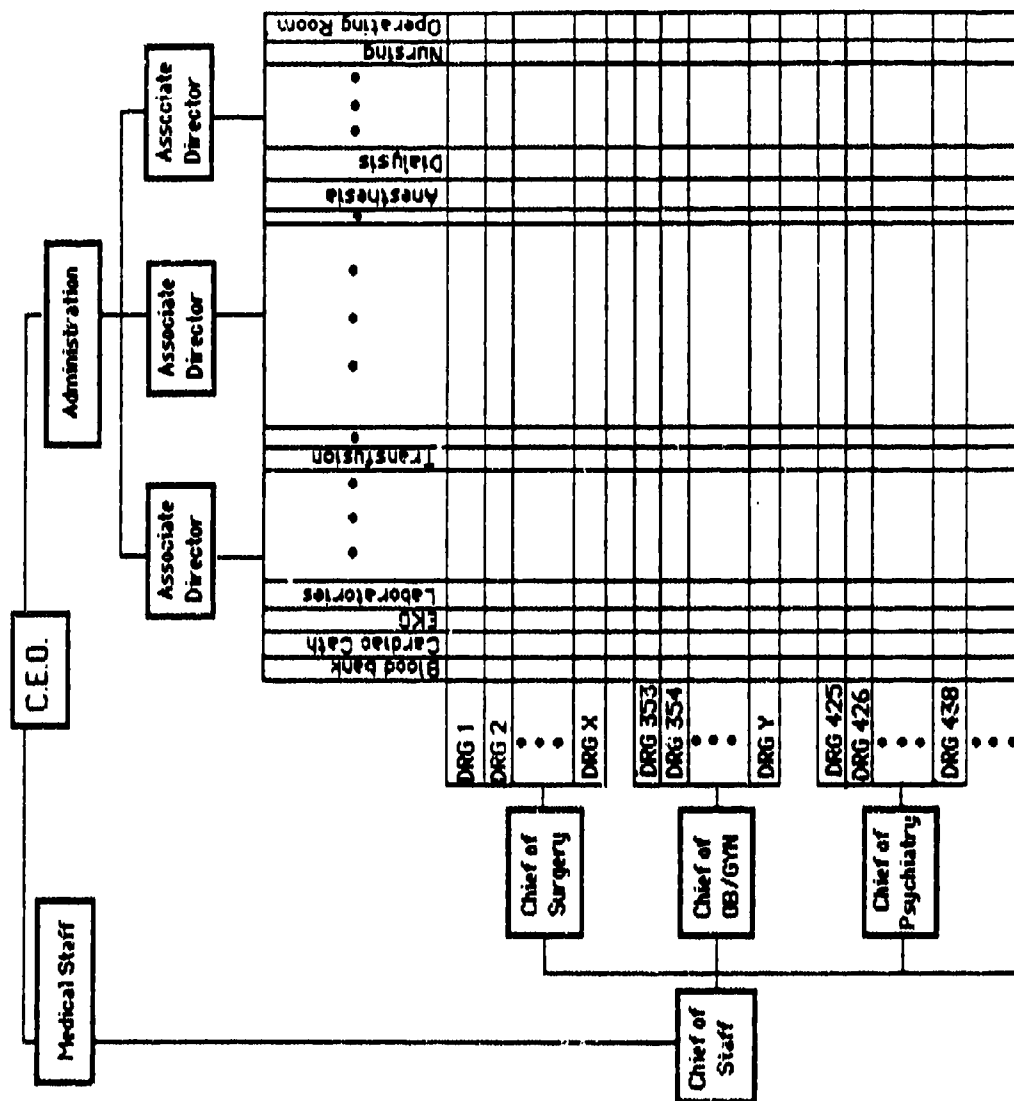 C.E.O.
Medical Staff
Administration
Associate
Director
Associate
Director
Asscciate
Director
Blood bank
Cardiac Cath
EKG
Laboratories
Transfusion
Anesthesia
Dialysis
Nursing
Operating Room
Chief of
Staff
Chief of
Surgery
DRG 1
DRG 2
DRG X
Chief of
OB/GYN
DRG 353
DRG 354
DRG Y
Chief of
Psychiatry
DRG 425
DRG 426
DRG 438